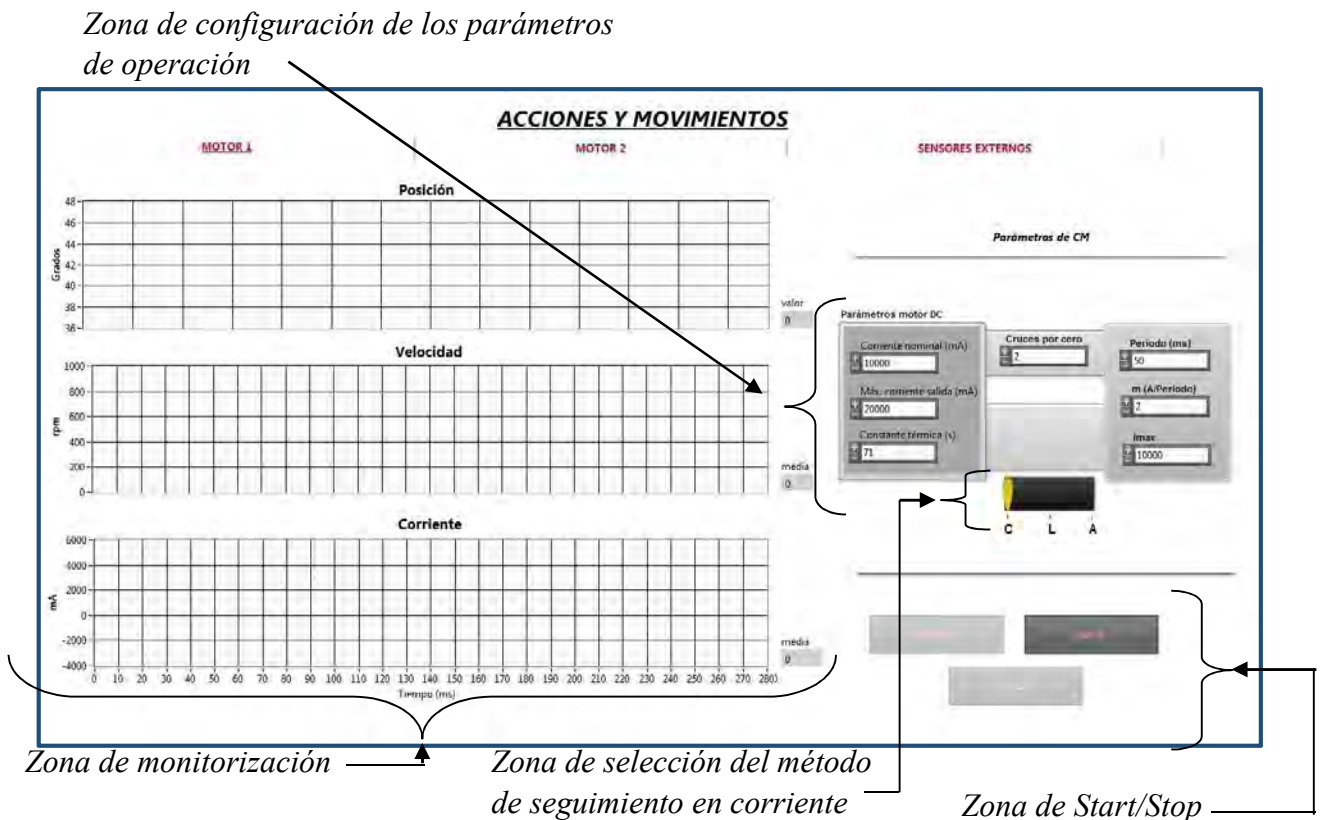 Zona de configuración de los parámetros
de operación
ACCIONES Y MOVIMIENTOS
MOTOR 1
MOTOR 2
SENSORES EXTERNOS
Posición
48
46
44
42
40
38
36
Grados
valor
0
Velocidad
1000
800
600
400
200
0
rpm
media
0
Corriente
6000
4000
2000
0
-2000
-4000
mA
media
0
0 10 20 30 40 50 60 70 80 90 100 110 120 130 140 150 160 170 180 190 200 210 220 230 240 250 260 270 280
Tiempo (ms)
Parámetros de CM
Parámetros motor DC
Corriente nominal (mA)
10000
Máx. corriente salida (mA)
20000
Constante térmica (s)
71
Cruces por cero
2
Periodo (ms)
50
m (A/Periodo)
2
Imax
10000
C L A
Zona de monitorización
Zona de selección del método
de seguimiento en corriente
Zona de Start/Stop